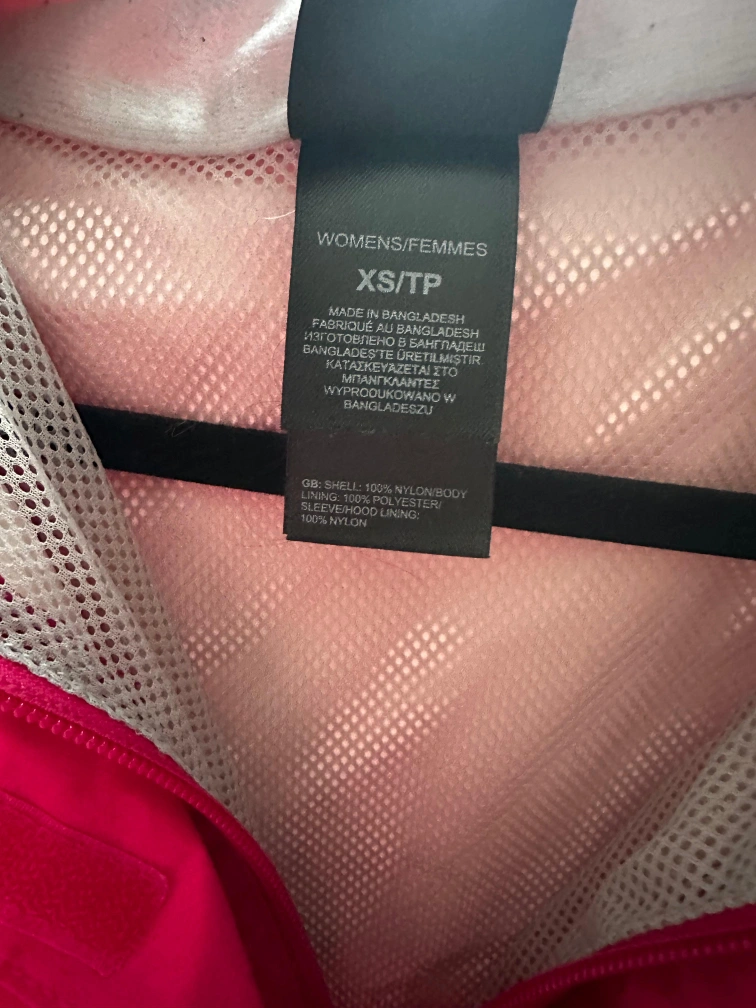 WOMENS/FEMMES
XS/TP
MADE IN BANGLADESH
FABRIQUÉ AU BANGLADESH
ИЗГОТОВЛЕНО В БАНГЛАДЕШ
BANGLADEŞ'TE ÜRETILMIŞTIR
ΚΑΤΑΣΚΕΥΑΖΕΤΑΙ ΣΤΟ
ΜΠΑΝΓΚΛΑΝΤΕΣ
WYPRODUKOWANO W
BANGLADESZU
GB: SHELL: 100% NYLON/BODY
LINING: 100% POLYESTER/
SLEEVE/HOOD LINING:
100% NYLON